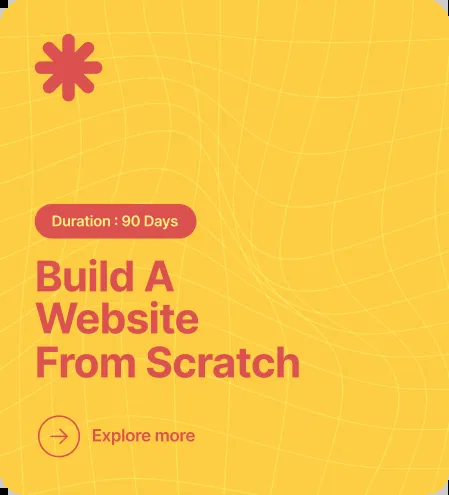 Duration : 90 Days
Build A
Website
From Scratch
Explore more